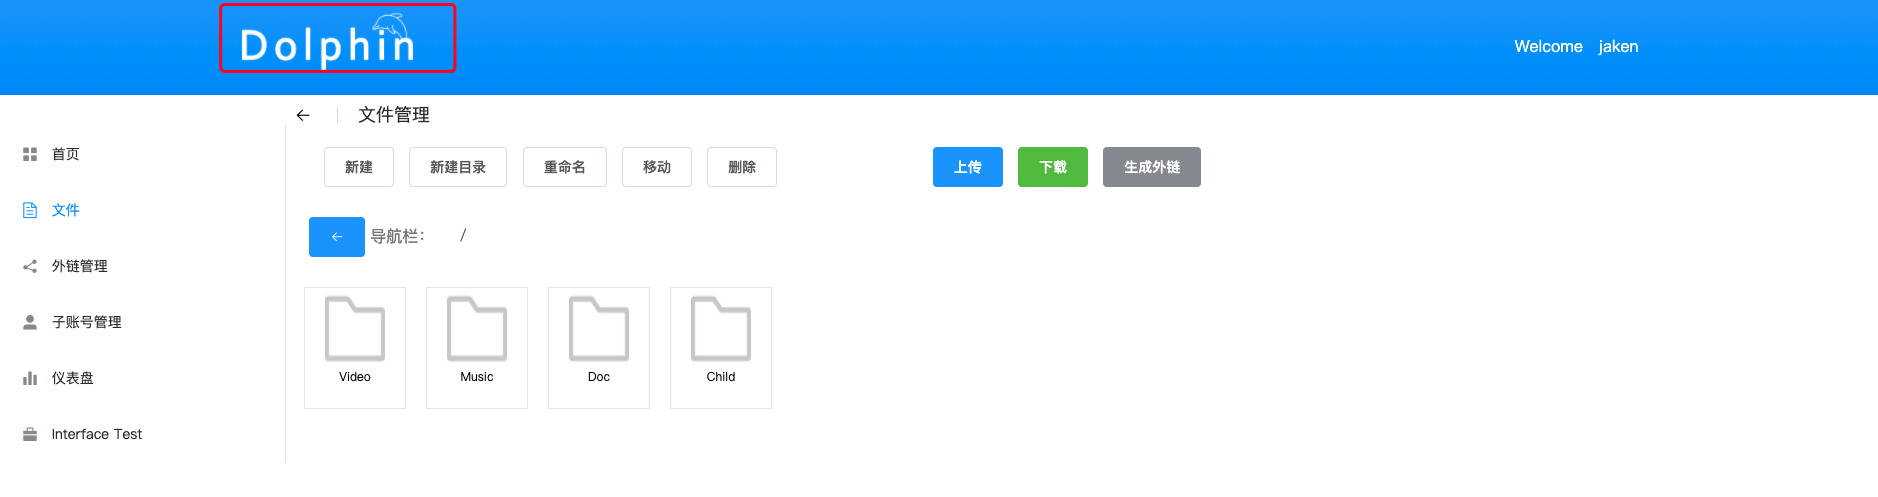 Dolphin
Welcome jaken
文件管理
首页
文件
外链管理
子账号管理
仪表盘
Interface Test
新建 新建目录 重命名 移动 删除 上传 下载 生成外链
导航栏： /
Video Music Doc Child